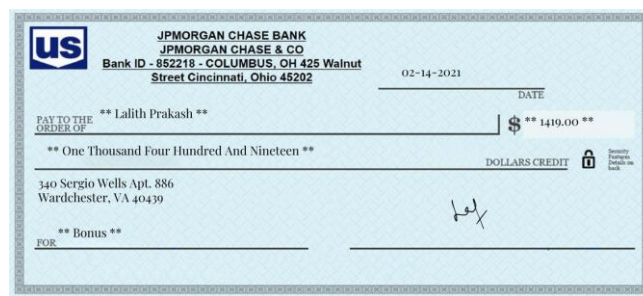 us
JPMORGAN CHASE BANK
JPMORGAN CHASE & CO
Bank ID - 852218 - COLUMBUS, OH 425 Walnut
Street Cincinnati, Ohio 45202
02-14-2021
DATE
PAY TO THE
ORDER OF
** Lalith Prakash **
$ ** 1419.00 **
** One Thousand Four Hundred And Nineteen **
DOLLARS CREDIT
Security
Features
Details on
back
340 Sergio Wells Apt. 886
Wardchester, VA 40439
** Bonus **
FOR